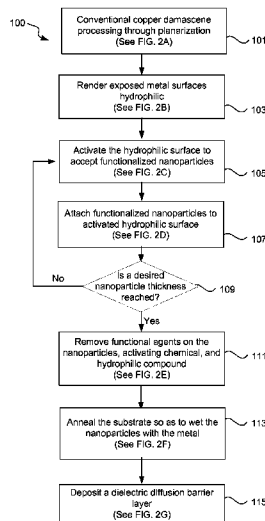 100
Conventional copper damascene
processing through planarization
(See FIG. 2A)
101
Render exposed metal surfaces
hydrophilic
(See FIG. 2B)
103
Activate the hydrophilic surface to
accept functionalized nanoparticles
(See FIG. 2C)
105
Attach functionalized nanoparticles to
activated hydrophilic surface
(See FIG. 2D)
107
Is a desired
nanoparticle thickness
reached?
109
No
Yes
Remove functional agents on the
nanoparticles, activating chemical, and
hydrophilic compound
(See FIG. 2E)
111
Anneal the substrate so as to wet the
nanoparticles with the metal
(See FIG. 2F)
113
Deposit a dielectric diffusion barrier
layer
(See FIG. 2G)
115